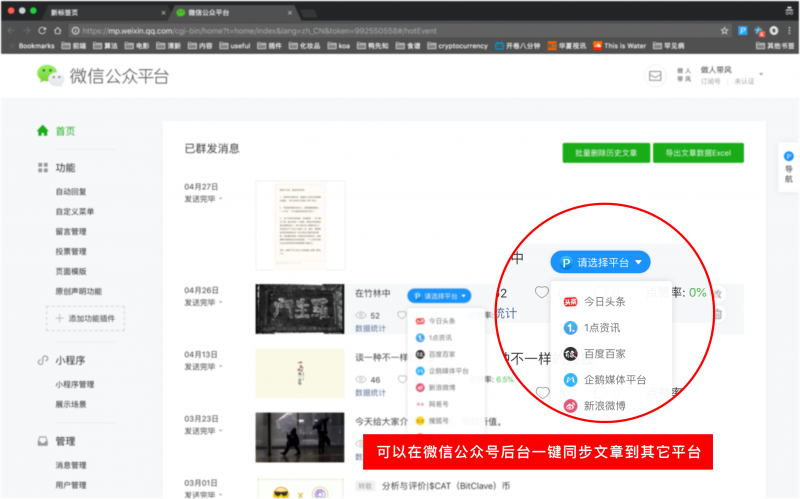 新标签页
微信公众平台
https://mp.weixin.qq.com/cgi-bin/home?t=home/index&lang=zh_CN&token=992550558#/hotEvent
Bookmarks 前端 算法 电影 清新 内容 useful 插件 化妆品 koa 鸭先知 食谱 cryptocurrency 开卷八分钟 华夏视讯 This is Water 罕见病 其他书签
微信公众平台
做人带风
做人带风
订阅号 未认证
首页
功能
自动回复
自定义菜单
留言管理
投票管理
页面模版
原创声明功能
添加功能插件
小程序
小程序管理
展示场景
管理
消息管理
用户管理
已群发消息
批量删除历史文章
导出文章数据Excel
导航
04月27日
发送完毕
04月26日
发送完毕
在竹林中
请选择平台
52
数据统计
今日头条
1点资讯
百度百家
企鹅媒体平台
新浪微博
网易号
搜狐号
04月13日
发送完毕
谈一种不一样
46
率: 6.5%
数据统计
03月23日
发送完毕
今天给大家介
价值。
03月01日
发送完毕
转载 分析与评价|$CAT（BitClave）币
中
请选择平台
52
率: 0%
统计
今日头条
1点资讯
百度百家
企鹅媒体平台
新浪微博
不一样
可以在微信公众号后台一键同步文章到其它平台